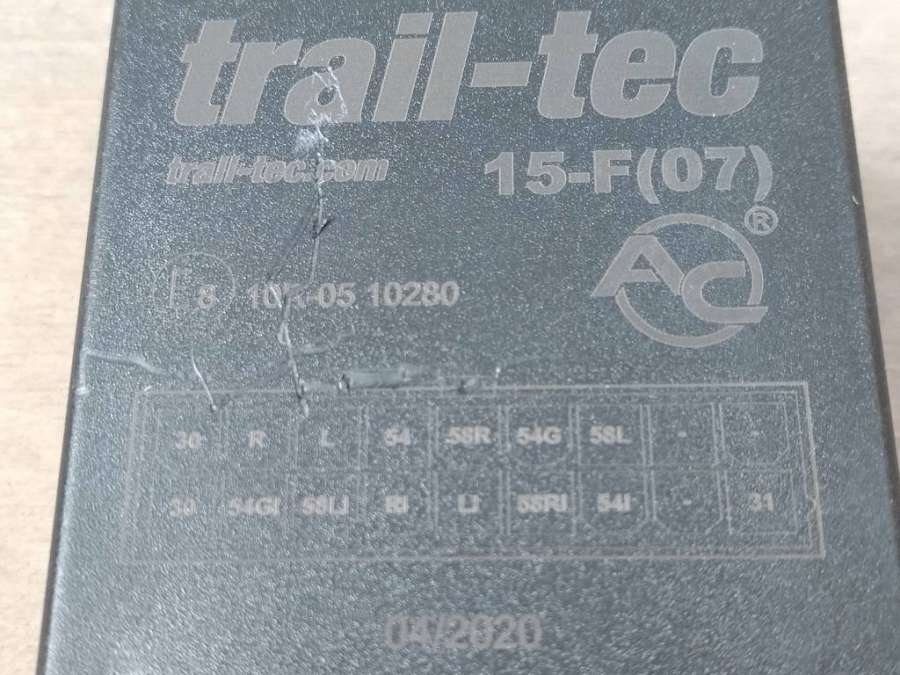 trail-tec
trail-tec.com
15-F(07)
AC®
E8 10R-05 10280
30 R L 54 58R 54G 58L - -
30 54GI 58LI RI LI 58RI 54I - 31
04/2020